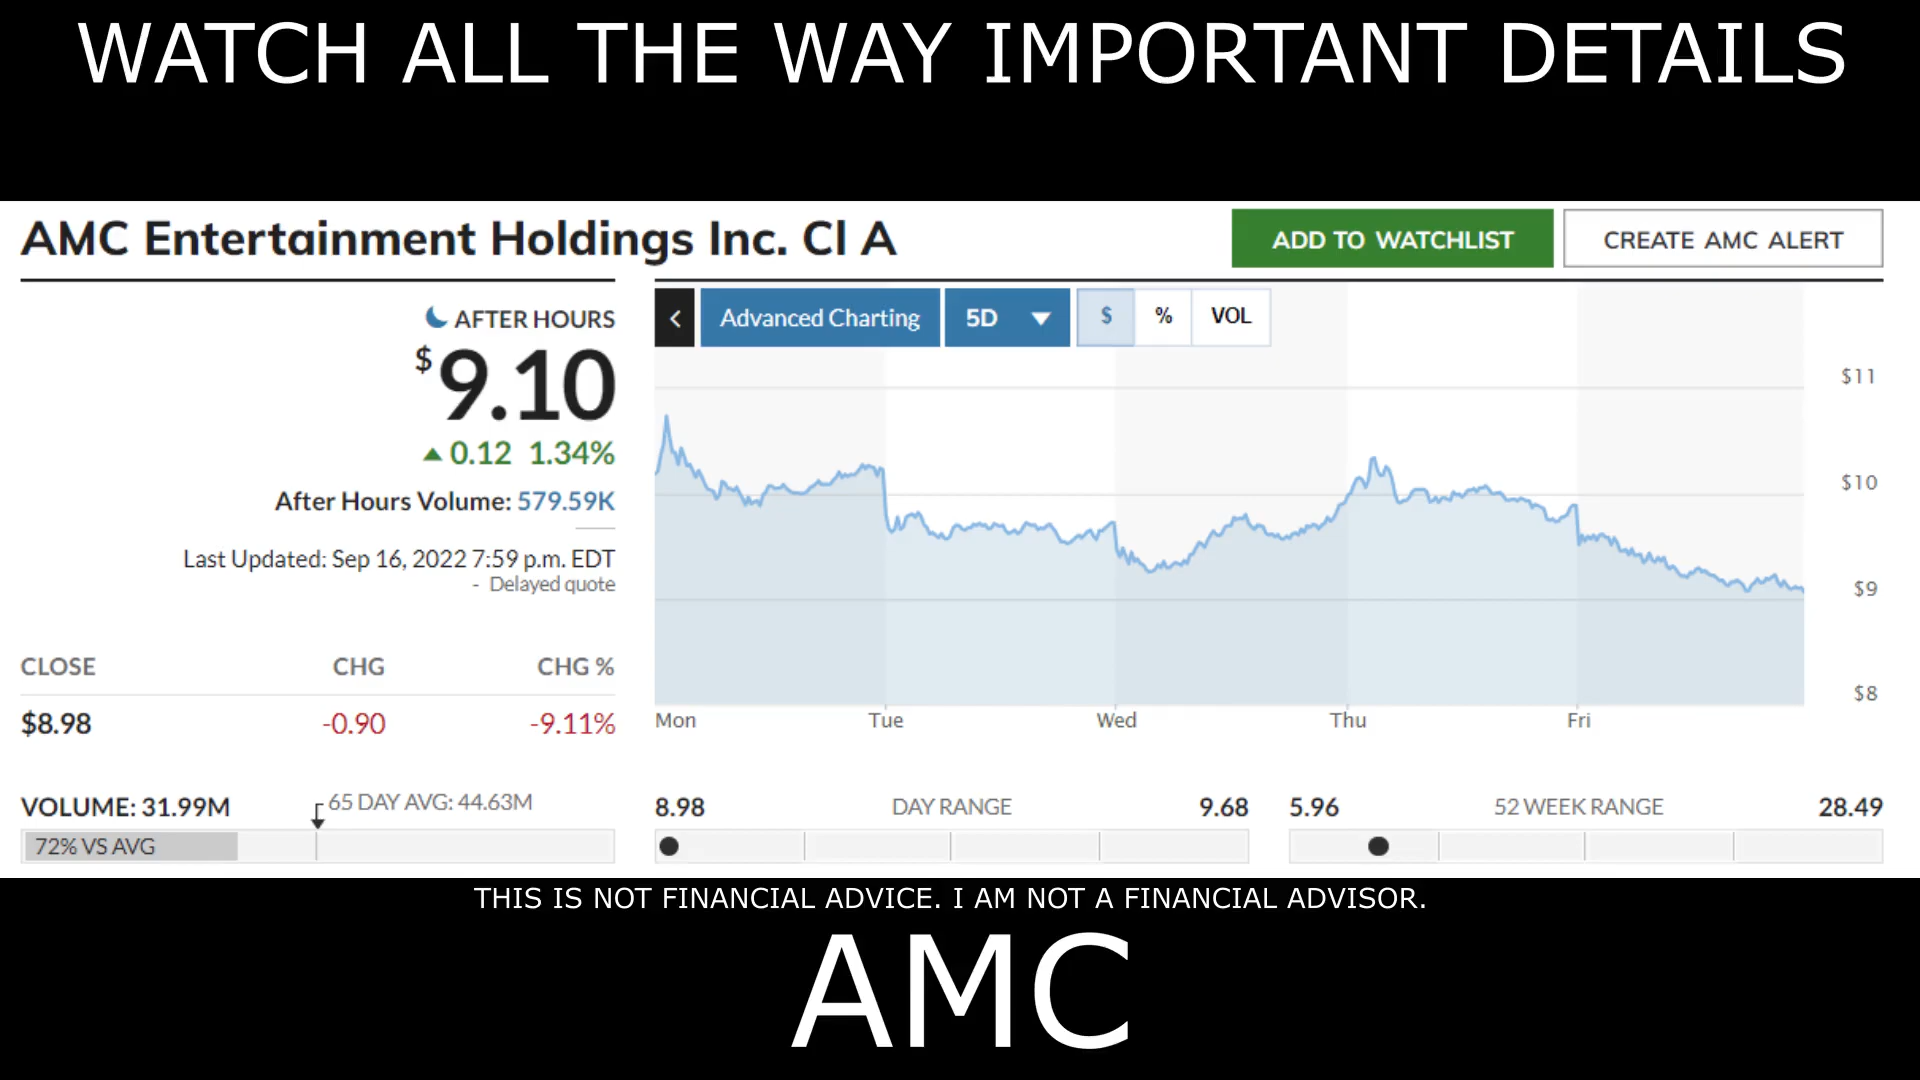 WATCH ALL THE WAY IMPORTANT DETAILS
AMC Entertainment Holdings Inc. Cl A
ADD TO WATCHLIST
CREATE AMC ALERT
AFTER HOURS
$9.10
0.12 1.34%
After Hours Volume: 579.59K
Last Updated: Sep 16, 2022 7:59 p.m. EDT
- Delayed quote
CLOSE CHG CHG %
$8.98 -0.90 -9.11%
VOLUME: 31.99M
65 DAY AVG: 44.63M
72% VS AVG
< Advanced Charting 5D $ % VOL
$11
$10
$9
$8
Mon Tue Wed Thu Fri
8.98 DAY RANGE 9.68
5.96 52 WEEK RANGE 28.49
THIS IS NOT FINANCIAL ADVICE. I AM NOT A FINANCIAL ADVISOR.
AMC